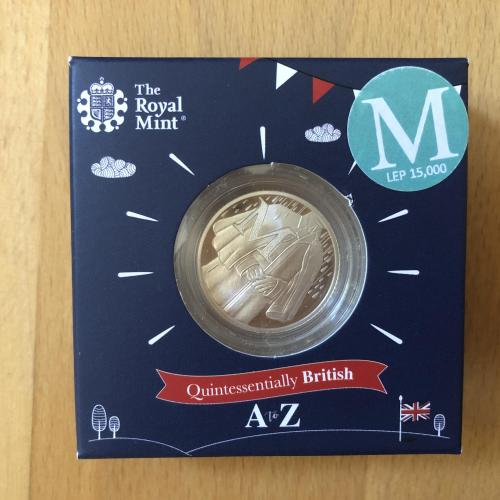 The
Royal
Mint®
M
LEP 15,000
Quintessentially British
A to Z